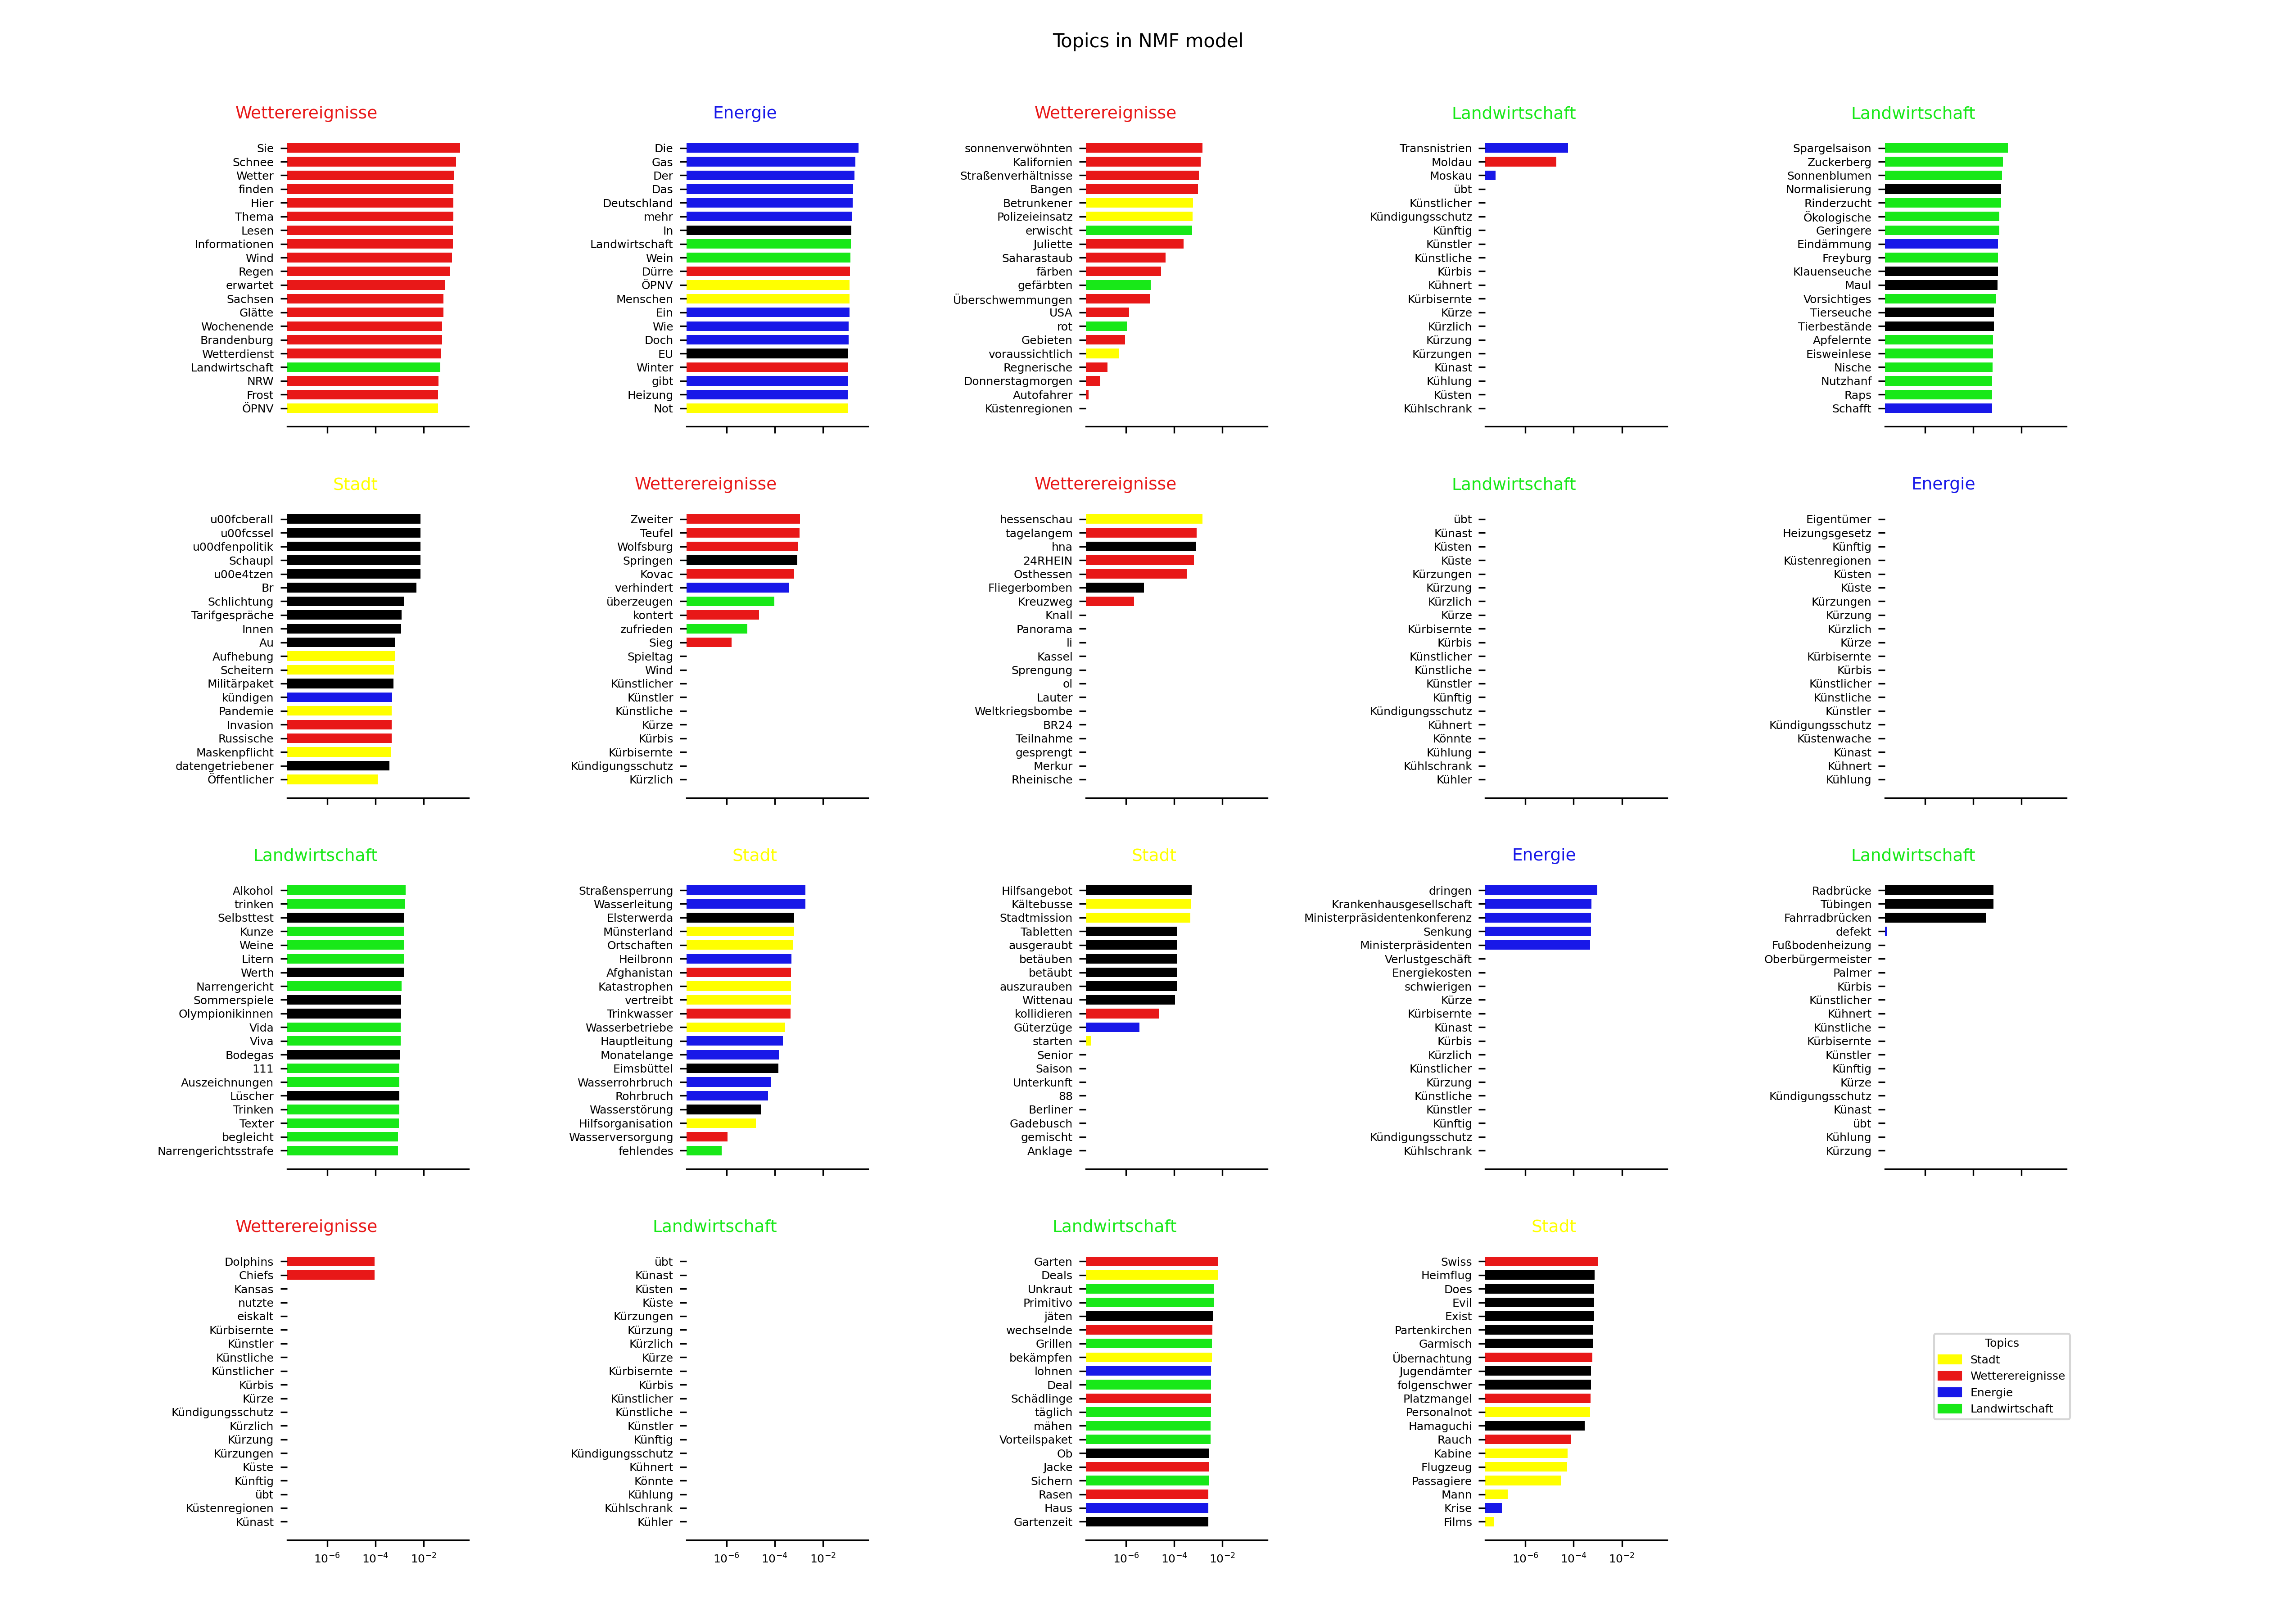 Topics in NMF model
Wetterereignisse
Sie
Schnee
Wetter
finden
Hier
Thema
Lesen
Informationen
Wind
Regen
erwartet
Sachsen
Glätte
Wochenende
Brandenburg
Wetterdienst
Landwirtschaft
NRW
Frost
ÖPNV
Energie
Die
Gas
Der
Das
Deutschland
mehr
In
Landwirtschaft
Wein
Dürre
ÖPNV
Menschen
Ein
Wie
Doch
EU
Winter
gibt
Heizung
Not
Wetterereignisse
sonnenverwöhnten
Kalifornien
Straßenverhältnisse
Bangen
Betrunkener
Polizeieinsatz
erwischt
Juliette
Saharastaub
färben
gefärbten
Überschwemmungen
USA
rot
Gebieten
voraussichtlich
Regnerische
Donnerstagmorgen
Autofahrer
Küstenregionen
Landwirtschaft
Transnistrien
Moldau
Moskau
übt
Künstlicher
Kündigungsschutz
Künftig
Künstler
Künstliche
Kürbis
Kühnert
Kürbisernte
Kürze
Kürzlich
Kürzung
Kürzungen
Künast
Kühlung
Küsten
Kühlschrank
Landwirtschaft
Spargelsaison
Zuckerberg
Sonnenblumen
Normalisierung
Rinderzucht
Ökologische
Geringere
Eindämmung
Freyburg
Klauenseuche
Maul
Vorsichtiges
Tierseuche
Tierbestände
Apfelernte
Eisweinlese
Nische
Nutzhanf
Raps
Schafft
Stadt
u00fcberall
u00fcssel
u00dfenpolitik
Schaupl
u00e4tzen
Br
Schlichtung
Tarifgespräche
Innen
Au
Aufhebung
Scheitern
Militärpaket
kündigen
Pandemie
Invasion
Russische
Maskenpflicht
datengetriebener
Öffentlicher
Wetterereignisse
Zweiter
Teufel
Wolfsburg
Springen
Kovac
verhindert
überzeugen
kontert
zufrieden
Sieg
Spieltag
Wind
Künstlicher
Künstler
Künstliche
Kürze
Kürbis
Kürbisernte
Kündigungsschutz
Kürzlich
Wetterereignisse
hessenschau
tagelangem
hna
24RHEIN
Osthessen
Fliegerbomben
Kreuzweg
Knall
Panorama
li
Kassel
Sprengung
ol
Lauter
Weltkriegsbombe
BR24
Teilnahme
gesprengt
Merkur
Rheinische
Landwirtschaft
übt
Künast
Küsten
Küste
Kürzungen
Kürzung
Kürzlich
Kürze
Kürbisernte
Kürbis
Künstlicher
Künstliche
Künstler
Künftig
Kündigungsschutz
Kühnert
Könnte
Kühlung
Kühlschrank
Kühler
Energie
Eigentümer
Heizungsgesetz
Künftig
Küstenregionen
Küsten
Küste
Kürzungen
Kürzung
Kürzlich
Kürze
Kürbisernte
Kürbis
Künstlicher
Künstliche
Künstler
Kündigungsschutz
Küstenwache
Künast
Kühnert
Kühlung
Landwirtschaft
Alkohol
trinken
Selbsttest
Kunze
Weine
Litern
Werth
Narrengericht
Sommerspiele
Olympionikinnen
Vida
Viva
Bodegas
111
Auszeichnungen
Lüscher
Trinken
Texter
begleicht
Narrengerichtsstrafe
Stadt
Straßensperrung
Wasserleitung
Elsterwerda
Münsterland
Ortschaften
Heilbronn
Afghanistan
Katastrophen
vertreibt
Trinkwasser
Wasserbetriebe
Hauptleitung
Monatelange
Eimsbüttel
Wasserrohrbruch
Rohrbruch
Wasserstörung
Hilfsorganisation
Wasserversorgung
fehlendes
Stadt
Hilfsangebot
Kältebusse
Stadtmission
Tabletten
ausgeraubt
betäuben
betäubt
auszurauben
Wittenau
kollidieren
Güterzüge
starten
Senior
Saison
Unterkunft
88
Berliner
Gadebusch
gemischt
Anklage
Energie
dringen
Krankenhausgesellschaft
Ministerpräsidentenkonferenz
Senkung
Ministerpräsidenten
Verlustgeschäft
Energiekosten
schwierigen
Kürze
Kürbisernte
Künast
Kürbis
Kürzlich
Künstlicher
Kürzung
Künstliche
Künstler
Künftig
Kündigungsschutz
Kühlschrank
Landwirtschaft
Radbrücke
Tübingen
Fahrradbrücken
defekt
Fußbodenheizung
Oberbürgermeister
Palmer
Kürbis
Künstlicher
Kühnert
Künstliche
Kürbisernte
Künstler
Künftig
Kürze
Kündigungsschutz
Künast
übt
Kühlung
Kürzung
Wetterereignisse
Dolphins
Chiefs
Kansas
nutzte
eiskalt
Kürbisernte
Künstler
Künstliche
Künstlicher
Kürbis
Kürze
Kündigungsschutz
Kürzlich
Kürzung
Kürzungen
Küste
Künftig
übt
Küstenregionen
Künast
10⁻⁶ 10⁻⁴ 10⁻²
Landwirtschaft
übt
Künast
Küsten
Küste
Kürzungen
Kürzung
Kürzlich
Kürze
Kürbisernte
Kürbis
Künstlicher
Künstliche
Künstler
Künftig
Kündigungsschutz
Kühnert
Könnte
Kühlung
Kühlschrank
Kühler
10⁻⁶ 10⁻⁴ 10⁻²
Landwirtschaft
Garten
Deals
Unkraut
Primitivo
jäten
wechselnde
Grillen
bekämpfen
lohnen
Deal
Schädlinge
täglich
mähen
Vorteilspaket
Ob
Jacke
Sichern
Rasen
Haus
Gartenzeit
10⁻⁶ 10⁻⁴ 10⁻²
Stadt
Swiss
Heimflug
Does
Evil
Exist
Partenkirchen
Garmisch
Übernachtung
Jugendämter
folgenschwer
Platzmangel
Personalnot
Hamaguchi
Rauch
Kabine
Flugzeug
Passagiere
Mann
Krise
Films
10⁻⁶ 10⁻⁴ 10⁻²
Topics
Stadt
Wetterereignisse
Energie
Landwirtschaft